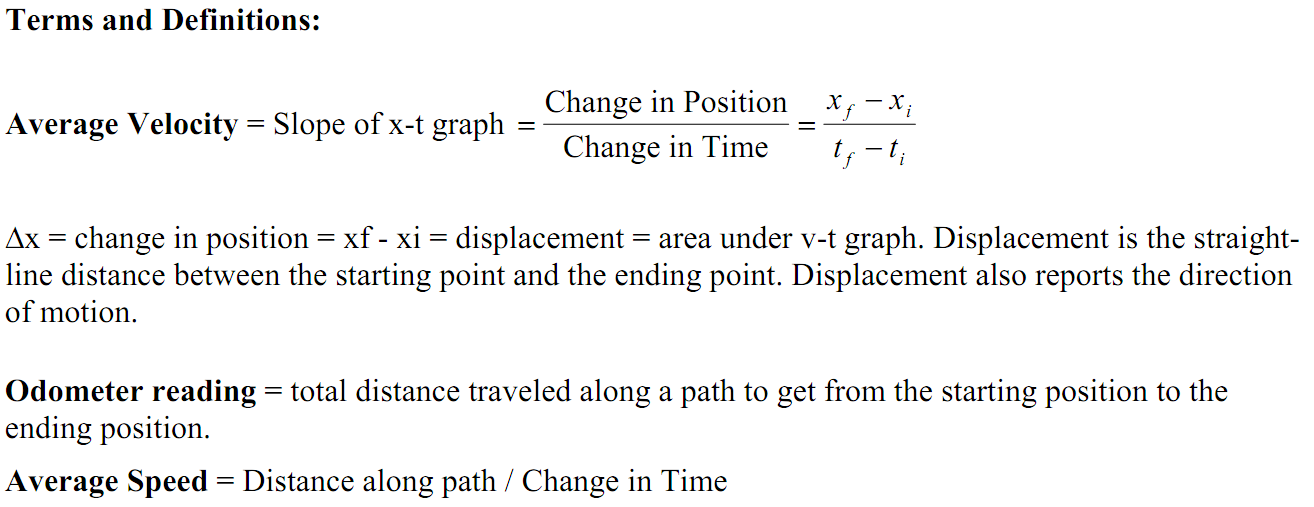 Terms and Definitions:
Average Velocity = Slope of x-t graph = Change in Position / Change in Time = x_f − x_i / t_f − t_i
Δx = change in position = xf - xi = displacement = area under v-t graph. Displacement is the straight-
line distance between the starting point and the ending point. Displacement also reports the direction
of motion.
Odometer reading = total distance traveled along a path to get from the starting position to the
ending position.
Average Speed = Distance along path / Change in Time